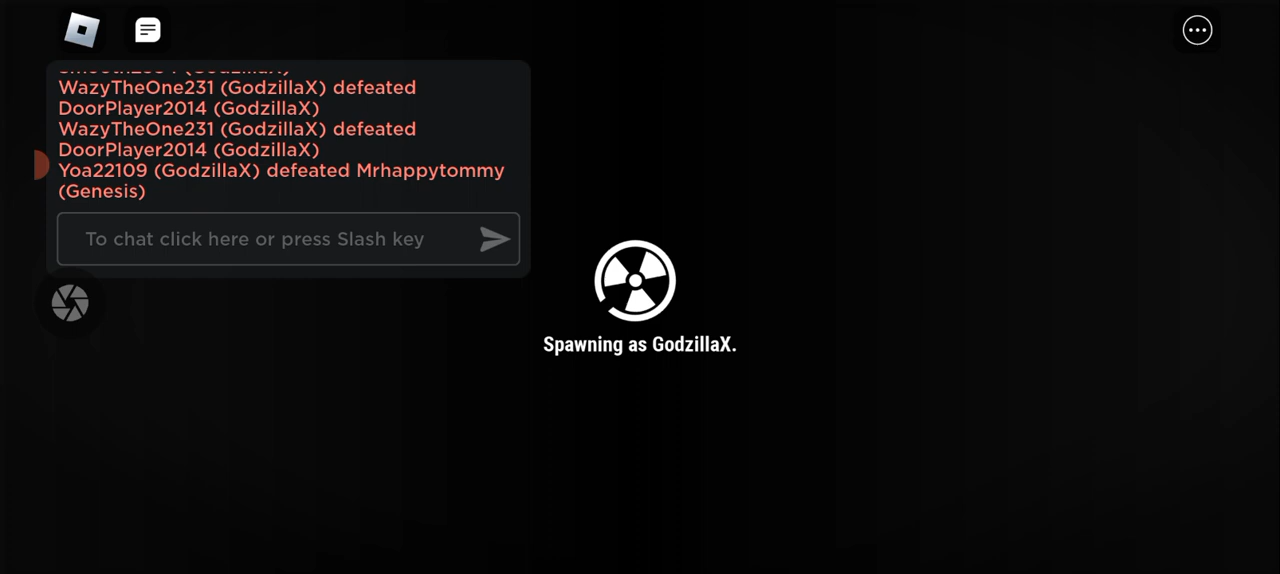 WazyTheOne231 (GodzillaX) defeated
DoorPlayer2014 (GodzillaX)
WazyTheOne231 (GodzillaX) defeated
DoorPlayer2014 (GodzillaX)
Yoa22109 (GodzillaX) defeated Mrhappytommy
(Genesis)
To chat click here or press Slash key
Spawning as GodzillaX.